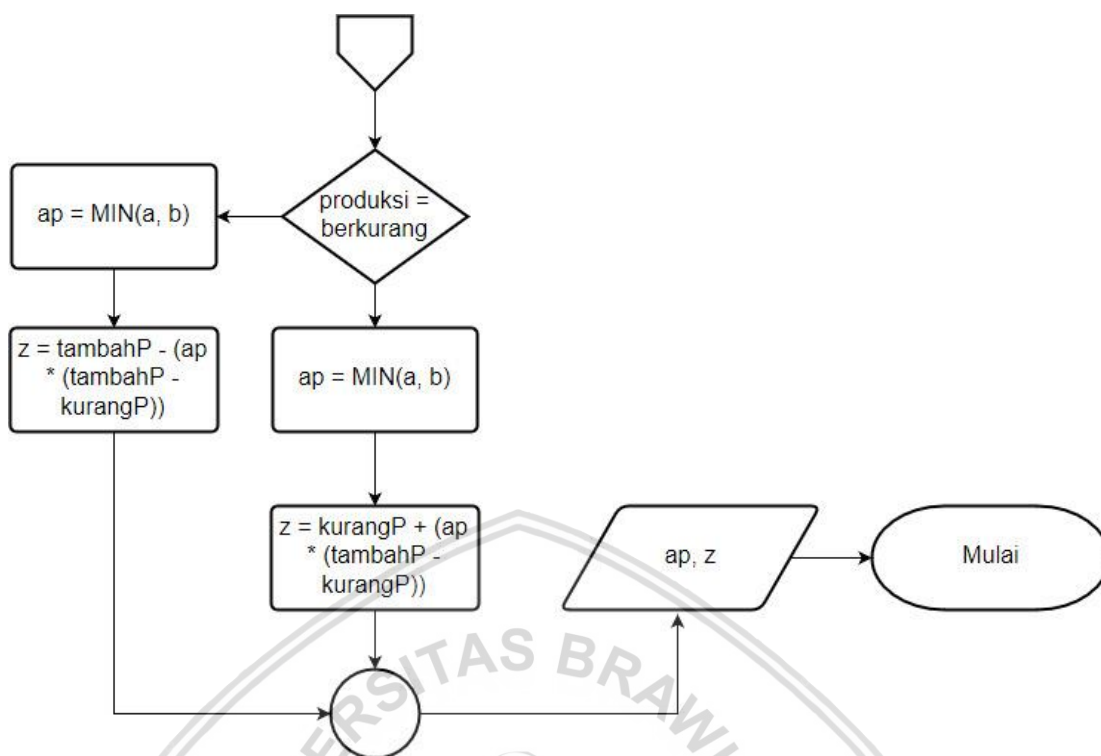 produksi =
berkurang
ap = MIN(a, b)
z = tambahP - (ap
* (tambahP -
kurangP))
ap = MIN(a, b)
z = kurangP + (ap
* (tambahP -
kurangP))
ap, z
Mulai